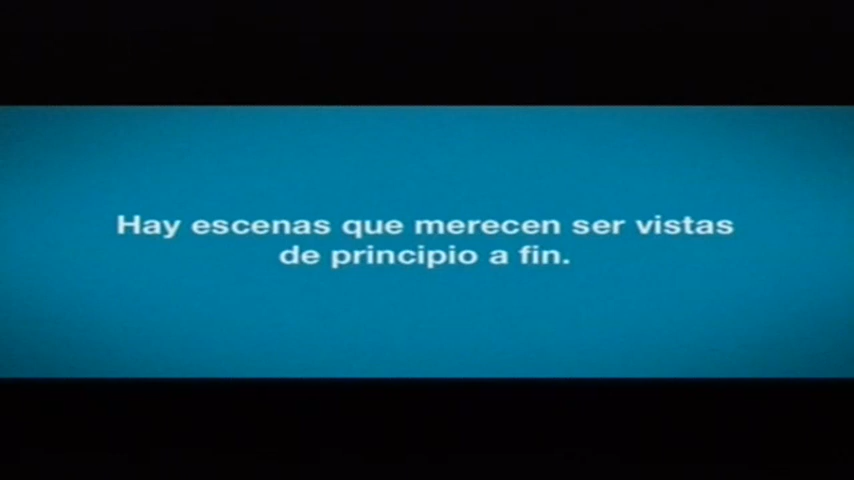 Hay escenas que merecen ser vistas
de principio a fin.